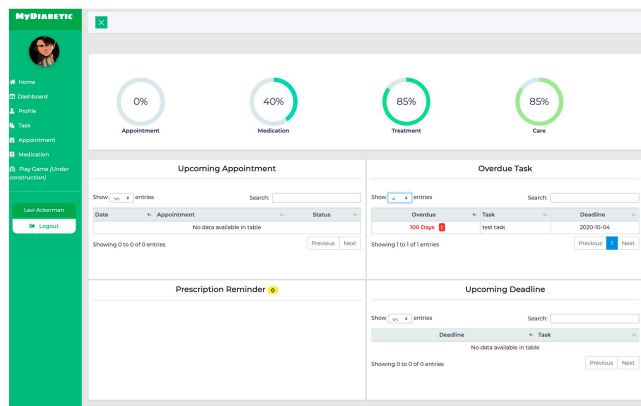 MyDiabetic
Home
Dashboard
Profile
Task
Appointment
Medication
Play Game (Under
construction)
Levi Ackerman
Logout
0%
40%
85%
85%
Appointment
Medication
Treatment
Care
Upcoming Appointment
Show entries
Search:
Date Appointment Status
No data available in table
Showing 0 to 0 of 0 entries
Previous Next
Overdue Task
Show entries
Search:
Overdue Task Deadline
100 Days ! test task 2020-10-04
Showing 1 to 1 of 1 entries
Previous 1 Next
Prescription Reminder 0
Upcoming Deadline
Show entries
Search:
Deadline Task
No data available in table
Showing 0 to 0 of 0 entries
Previous Next